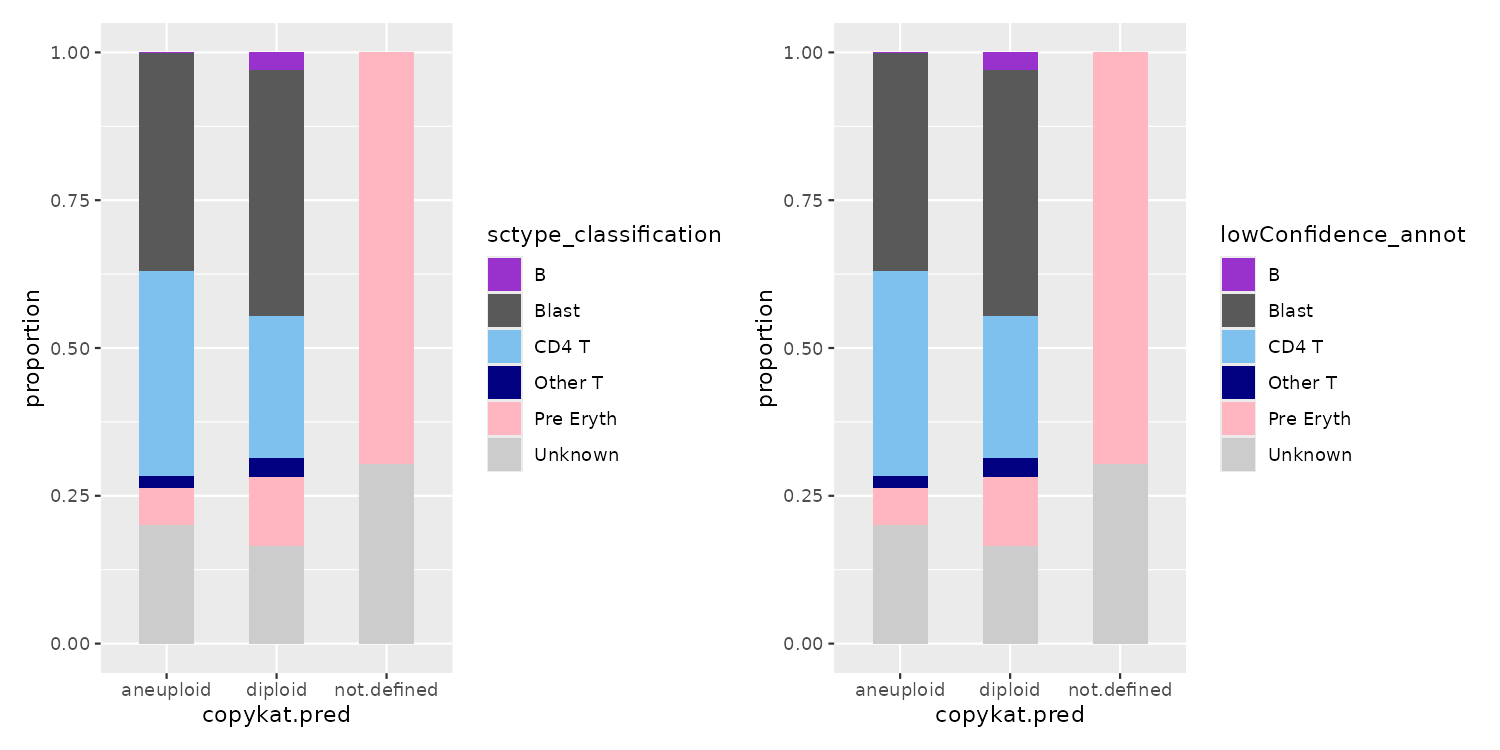 1.00
0.75
0.50
0.25
0.00
proportion
aneuploid diploid not.defined
copykat.pred
sctype_classification
B
Blast
CD4 T
Other T
Pre Eryth
Unknown
1.00
0.75
0.50
0.25
0.00
proportion
aneuploid diploid not.defined
copykat.pred
lowConfidence_annot
B
Blast
CD4 T
Other T
Pre Eryth
Unknown